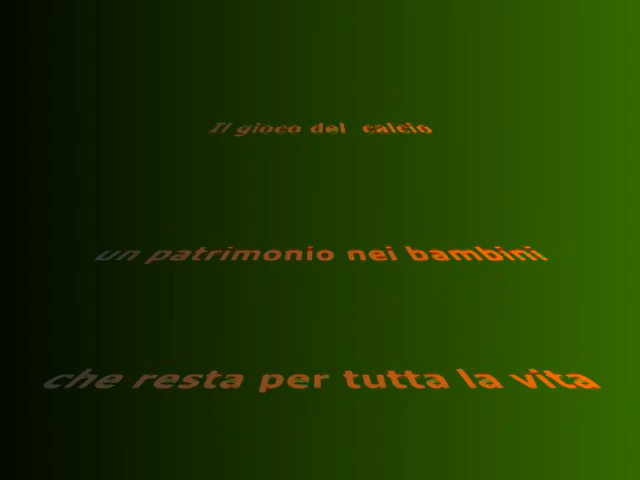 Il gioco del calcio
un patrimonio nei bambini
che resta per tutta la vita